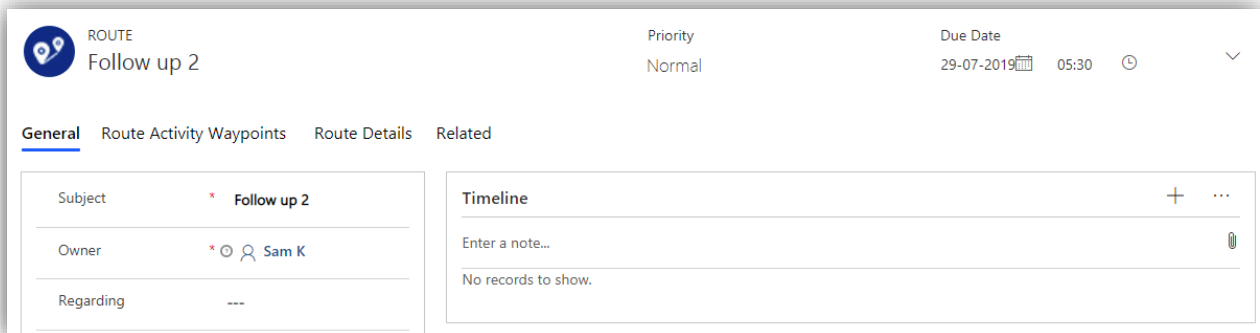 ROUTE
Follow up 2
Priority
Normal
Due Date
29-07-2019 05:30
General Route Activity Waypoints Route Details Related
Subject * Follow up 2
Owner * Sam K
Regarding ---
Timeline
Enter a note...
No records to show.